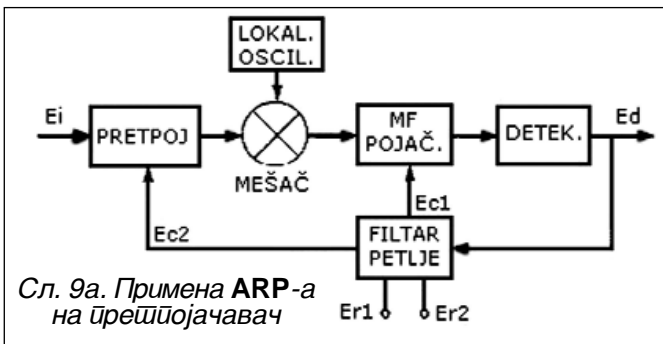 LOKAL.
OSCIL.
Ei
PRETPOJ
MEŠAČ
MF
POJAČ.
DETEK.
Ed
Ec1
Ec2
FILTAR
PETLJE
Er1
Er2
Сл. 9а. Примена ARP-а
на претпојачавач